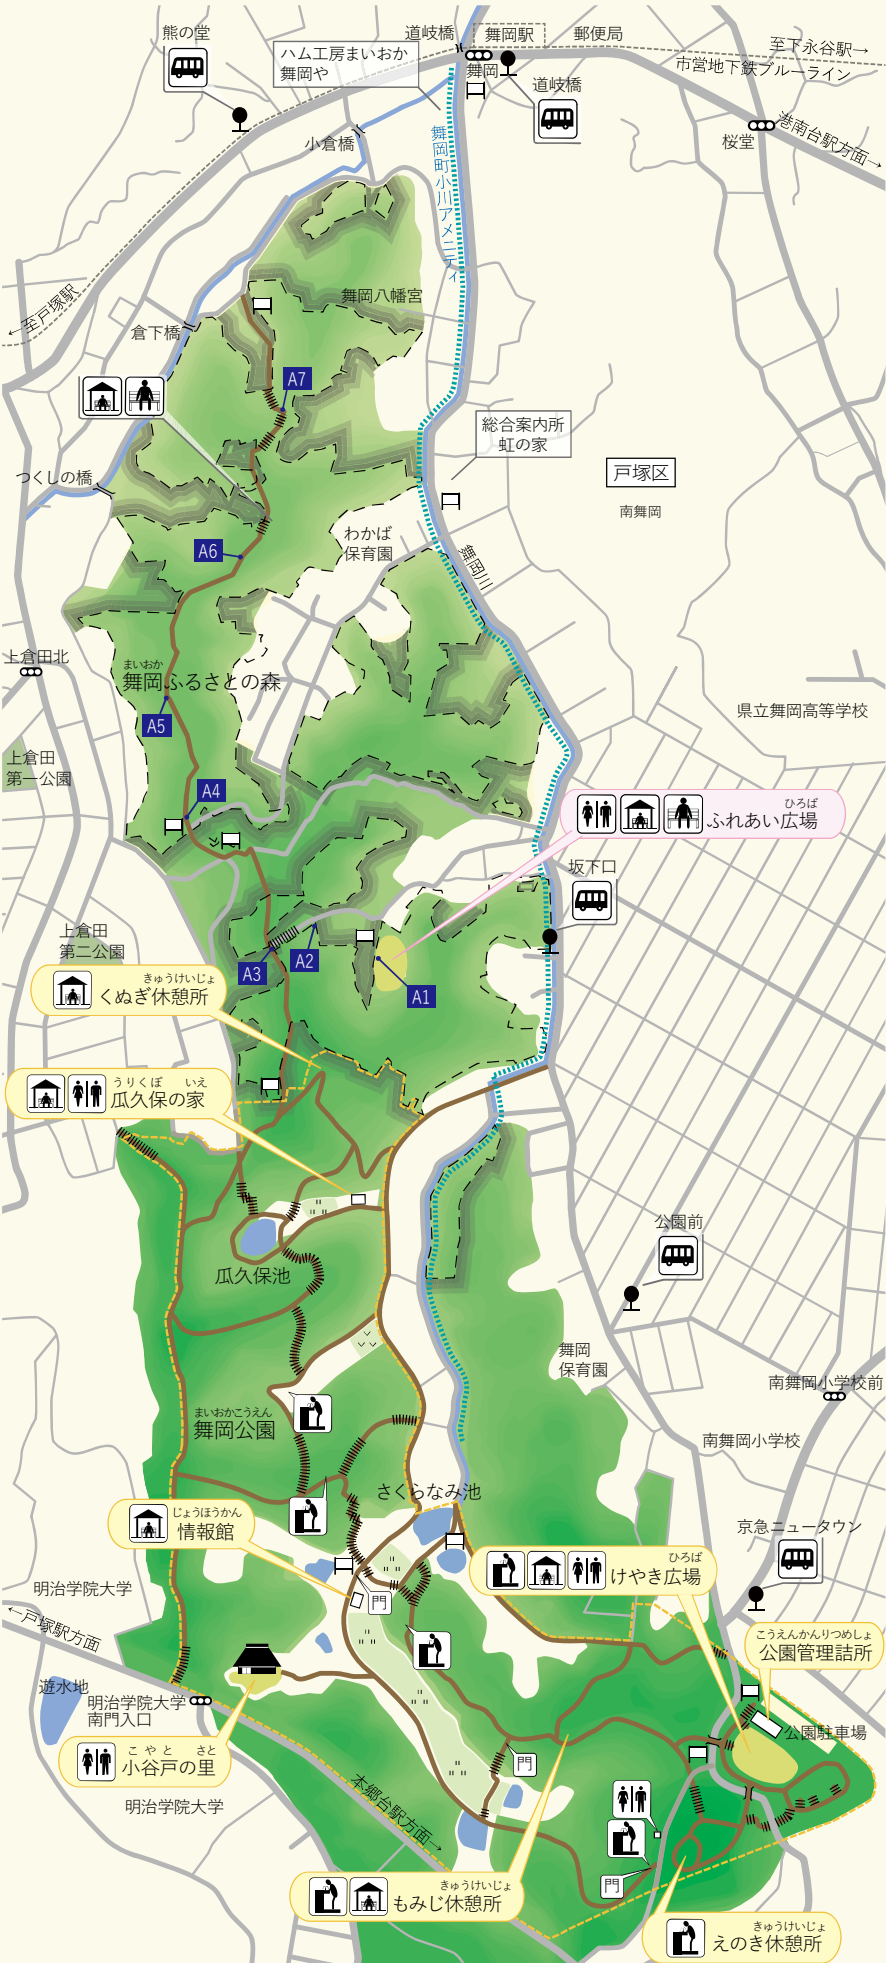 熊の堂
道岐橋
舞岡駅
郵便局
至下永谷駅→
市営地下鉄ブルーライン
ハム工房まいおか
舞岡や
舞岡
道岐橋
桜堂
港南台駅方面→
小倉橋
舞岡町小川アメニティ
舞岡八幡宮
←至戸塚駅
倉下橋
A7
総合案内所
虹の家
戸塚区
南舞岡
つくしの橋
わかば
保育園
A6
舞岡川
上倉田北
まいおか
舞岡ふるさとの森
A5
県立舞岡高等学校
上倉田
第一公園
A4
ひろば
ふれあい広場
坂下口
上倉田
第二公園
A3
A2
A1
きゅうけいじょ
くぬぎ休憩所
うりくぼ いえ
瓜久保の家
瓜久保池
公園前
舞岡
保育園
南舞岡小学校前
まいおかこうえん
舞岡公園
南舞岡小学校
さくらなみ池
じょうほうかん
情報館
京急ニュータウン
ひろば
けやき広場
明治学院大学
←戸塚駅方面
門
こうえんかんりつめしょ
公園管理詰所
遊水地
明治学院大学
南門入口
公園駐車場
こやと さと
小谷戸の里
門
明治学院大学
本郷台駅方面→
門
きゅうけいじょ
もみじ休憩所
きゅうけいじょ
えのき休憩所